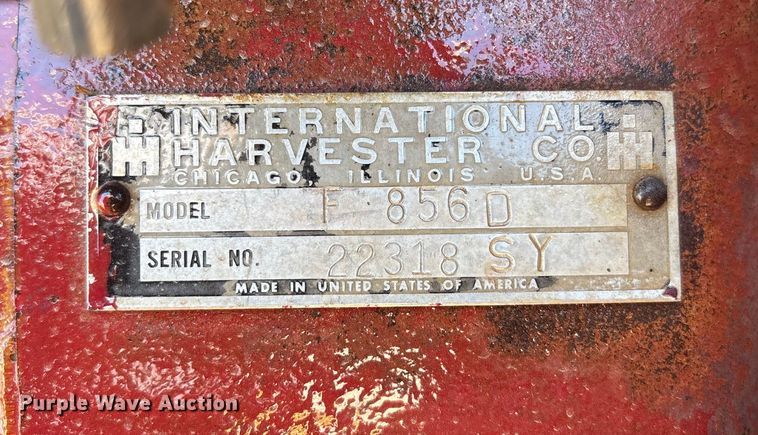 INTERNATIONAL
HARVESTER CO.
CHICAGO, ILLINOIS U.S.A.
MODEL F 856 D
SERIAL NO. 22318 SY
MADE IN UNITED STATES OF AMERICA
Purple Wave Auction